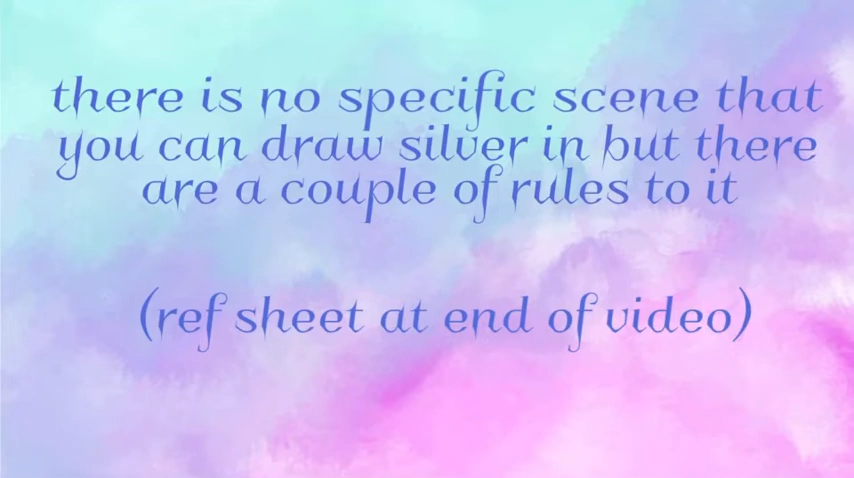 there is no specific scene that
you can draw silver in but there
are a couple of rules to it
(ref sheet at end of video)